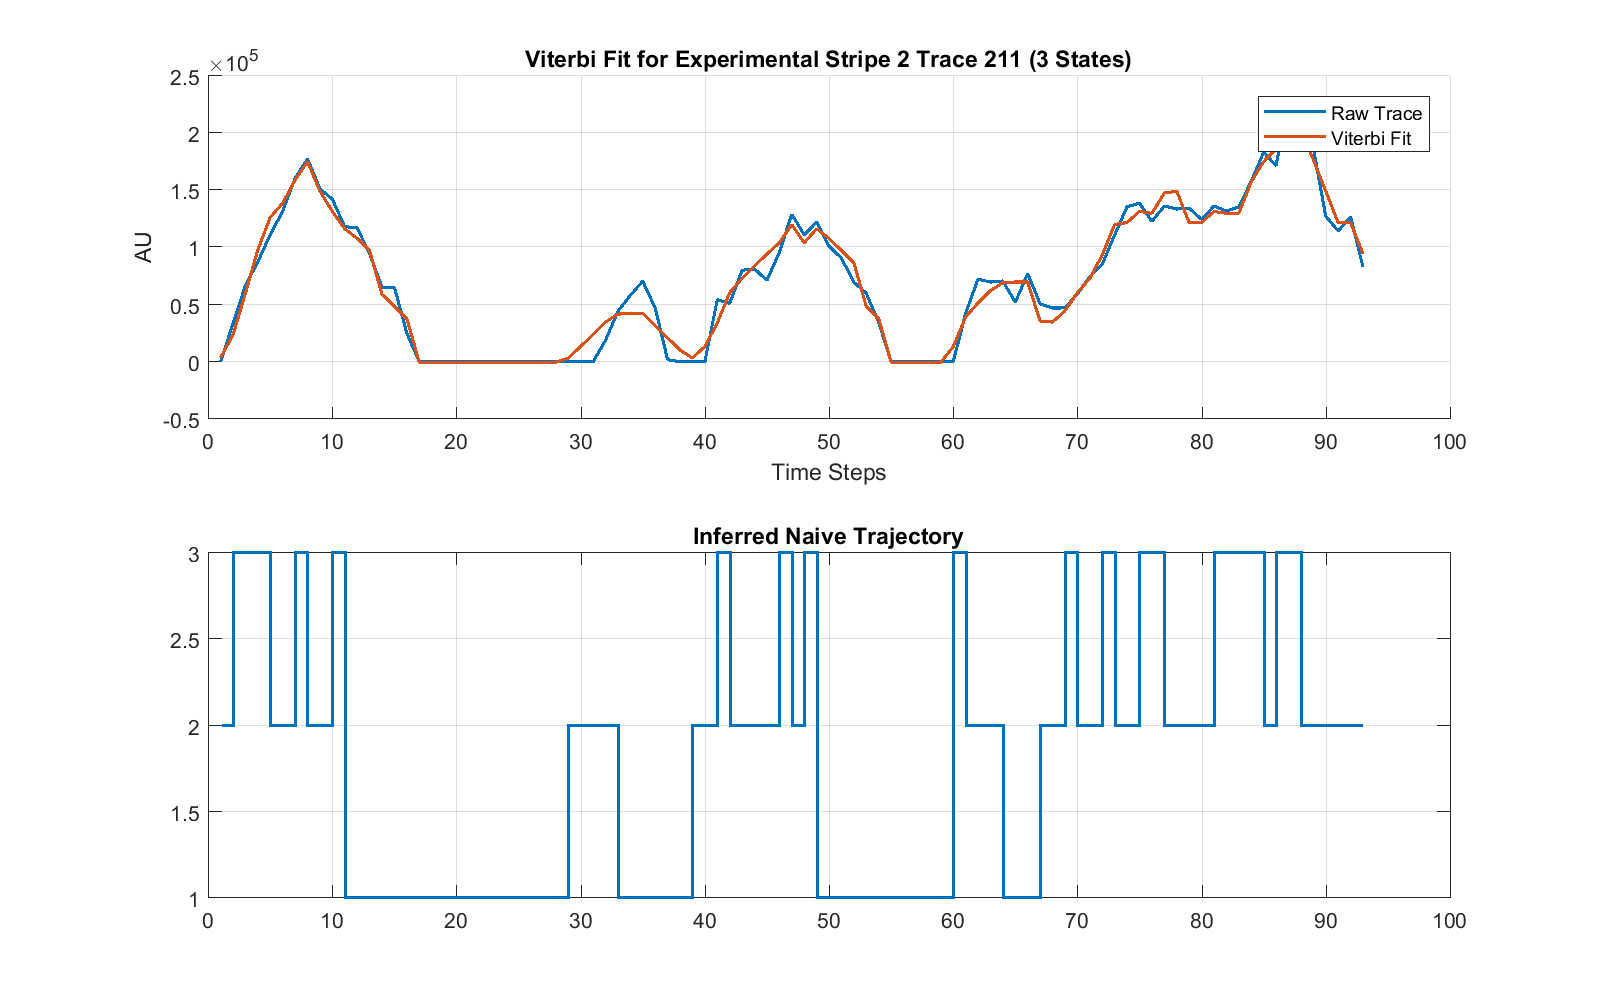 Viterbi Fit for Experimental Stripe 2 Trace 211 (3 States)
×10^5
2.5
2
1.5
1
0.5
0
-0.5
AU
Raw Trace
Viterbi Fit
0 10 20 30 40 50 60 70 80 90 100
Time Steps
Inferred Naive Trajectory
3
2.5
2
1.5
1
0 10 20 30 40 50 60 70 80 90 100